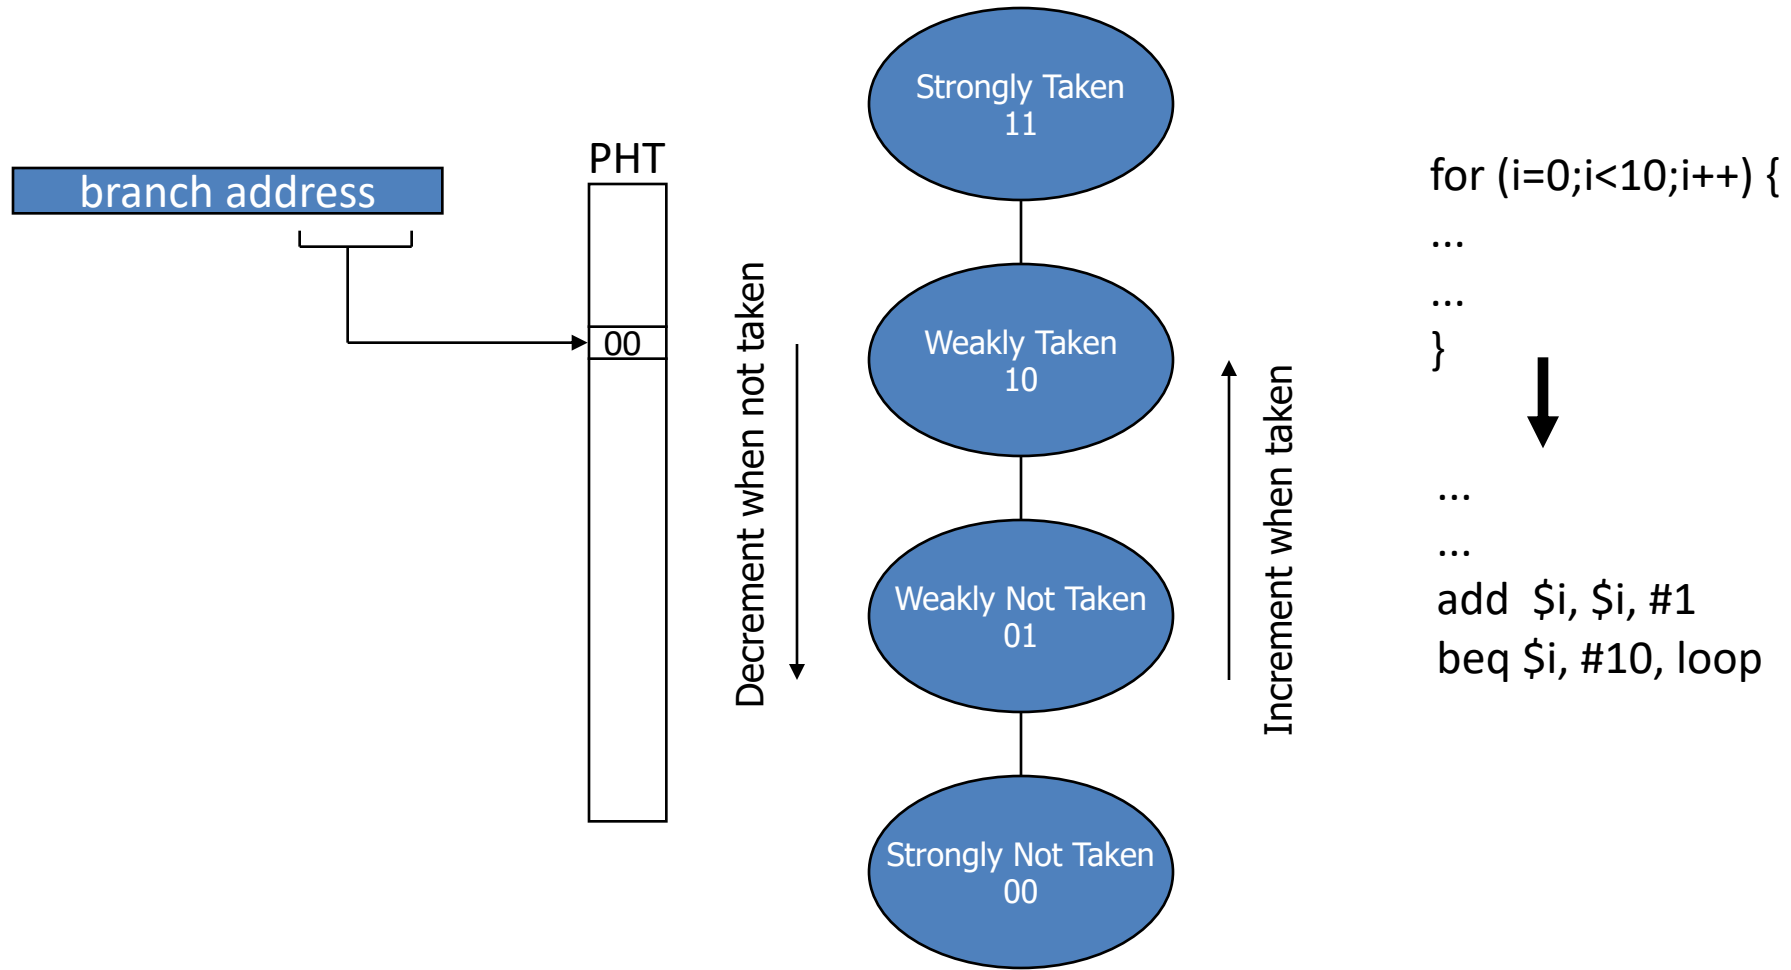 branch address
PHT
00
Decrement when not taken
Strongly Taken
11
Weakly Taken
10
Weakly Not Taken
01
Strongly Not Taken
00
Increment when taken
for (i=0;i<10;i++) {
...
...
}
...
...
add $i, $i, #1
beq $i, #10, loop